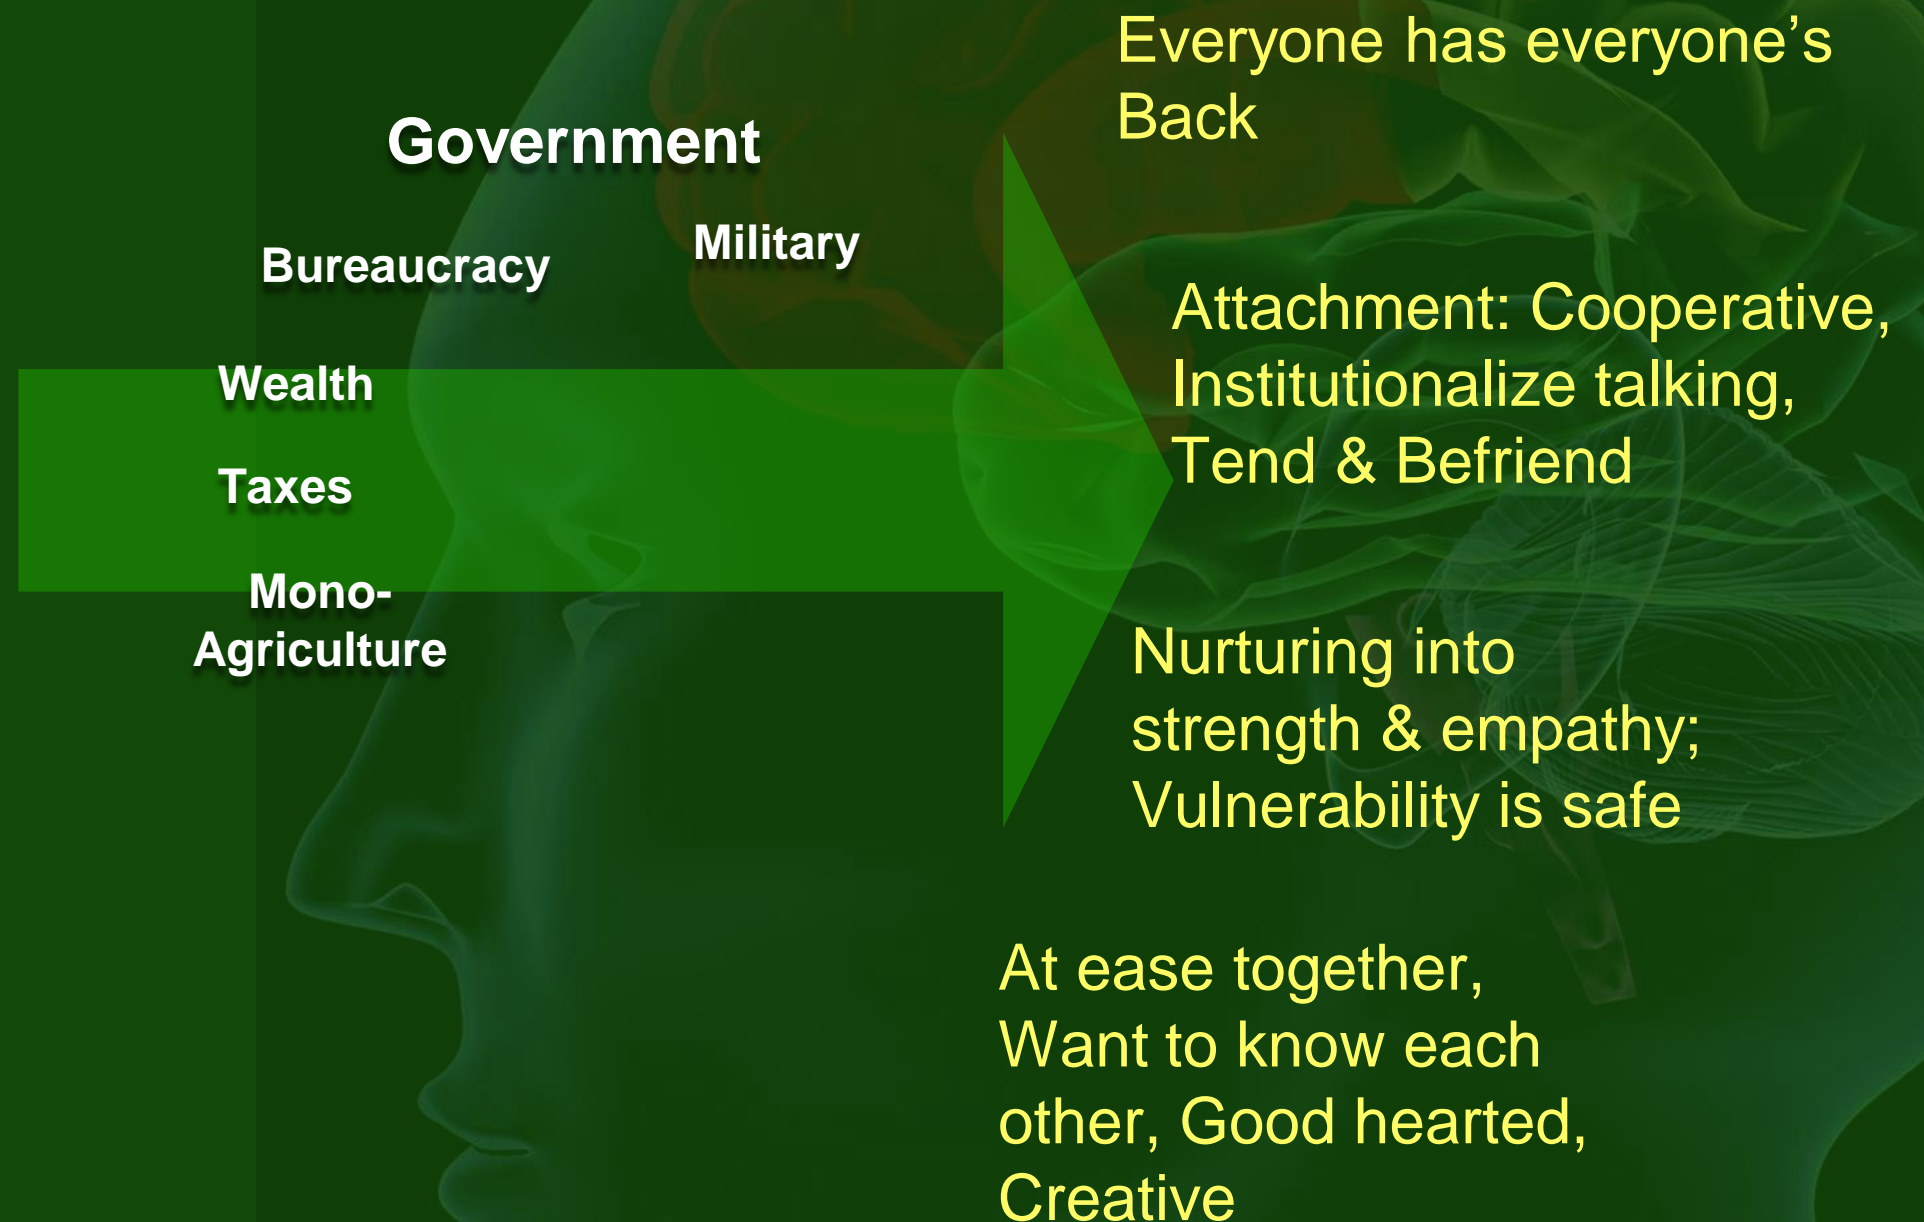 Government
Military
Bureaucracy
Wealth
Taxes
Mono-
Agriculture
Everyone has everyone’s
Back
Attachment: Cooperative,
Institutionalize talking,
Tend & Befriend
Nurturing into
strength & empathy;
Vulnerability is safe
At ease together,
Want to know each
other, Good hearted,
Creative